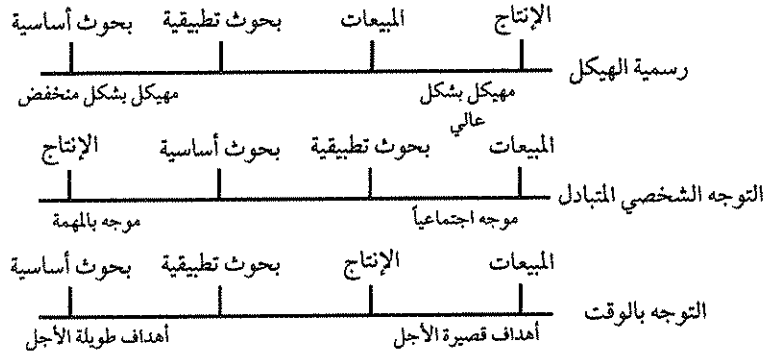 الإنتاج المبيعات بحوث تطبيقية بحوث أساسية
رسمية الهيكل
مهيكل بشكل عالي مهيكل بشكل منخفض
المبيعات بحوث تطبيقية بحوث أساسية الإنتاج
التوجه الشخصي المتبادل
موجه اجتماعياً موجه بالمهمة
المبيعات الإنتاج بحوث تطبيقية بحوث أساسية
التوجه بالوقت
أهداف قصيرة الأجل أهداف طويلة الأجل